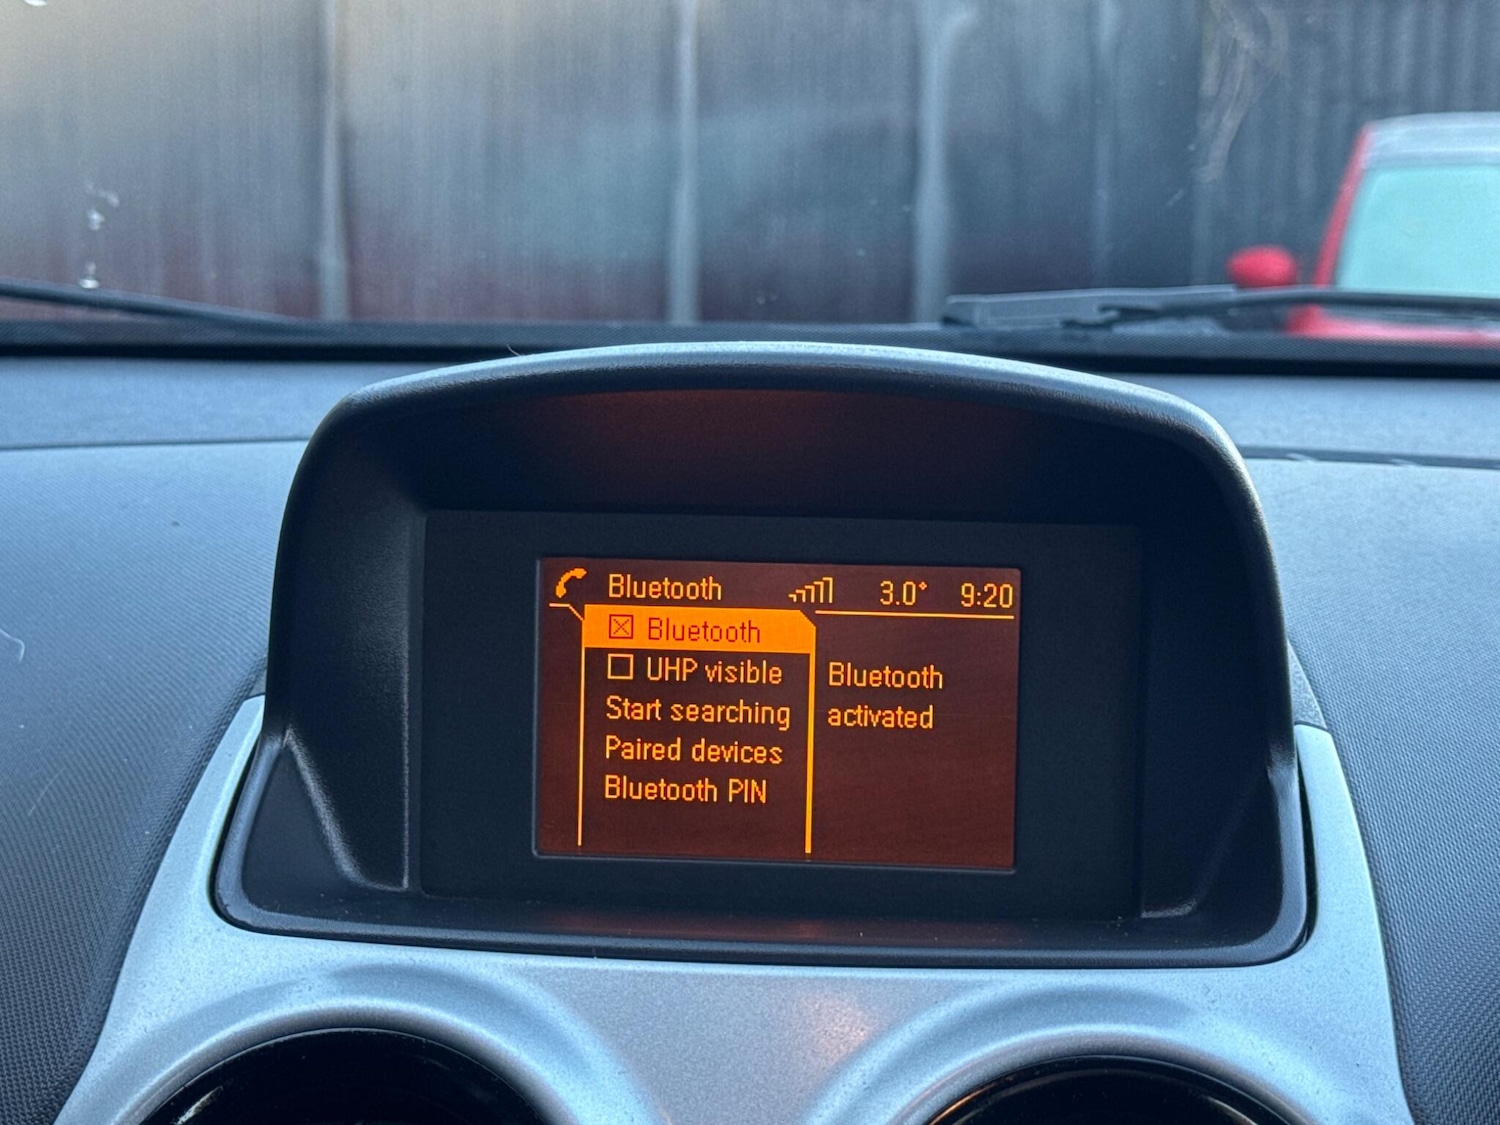 Bluetooth 3.0° 9:20
Bluetooth
UHP visible
Start searching
Paired devices
Bluetooth PIN
Bluetooth
activated